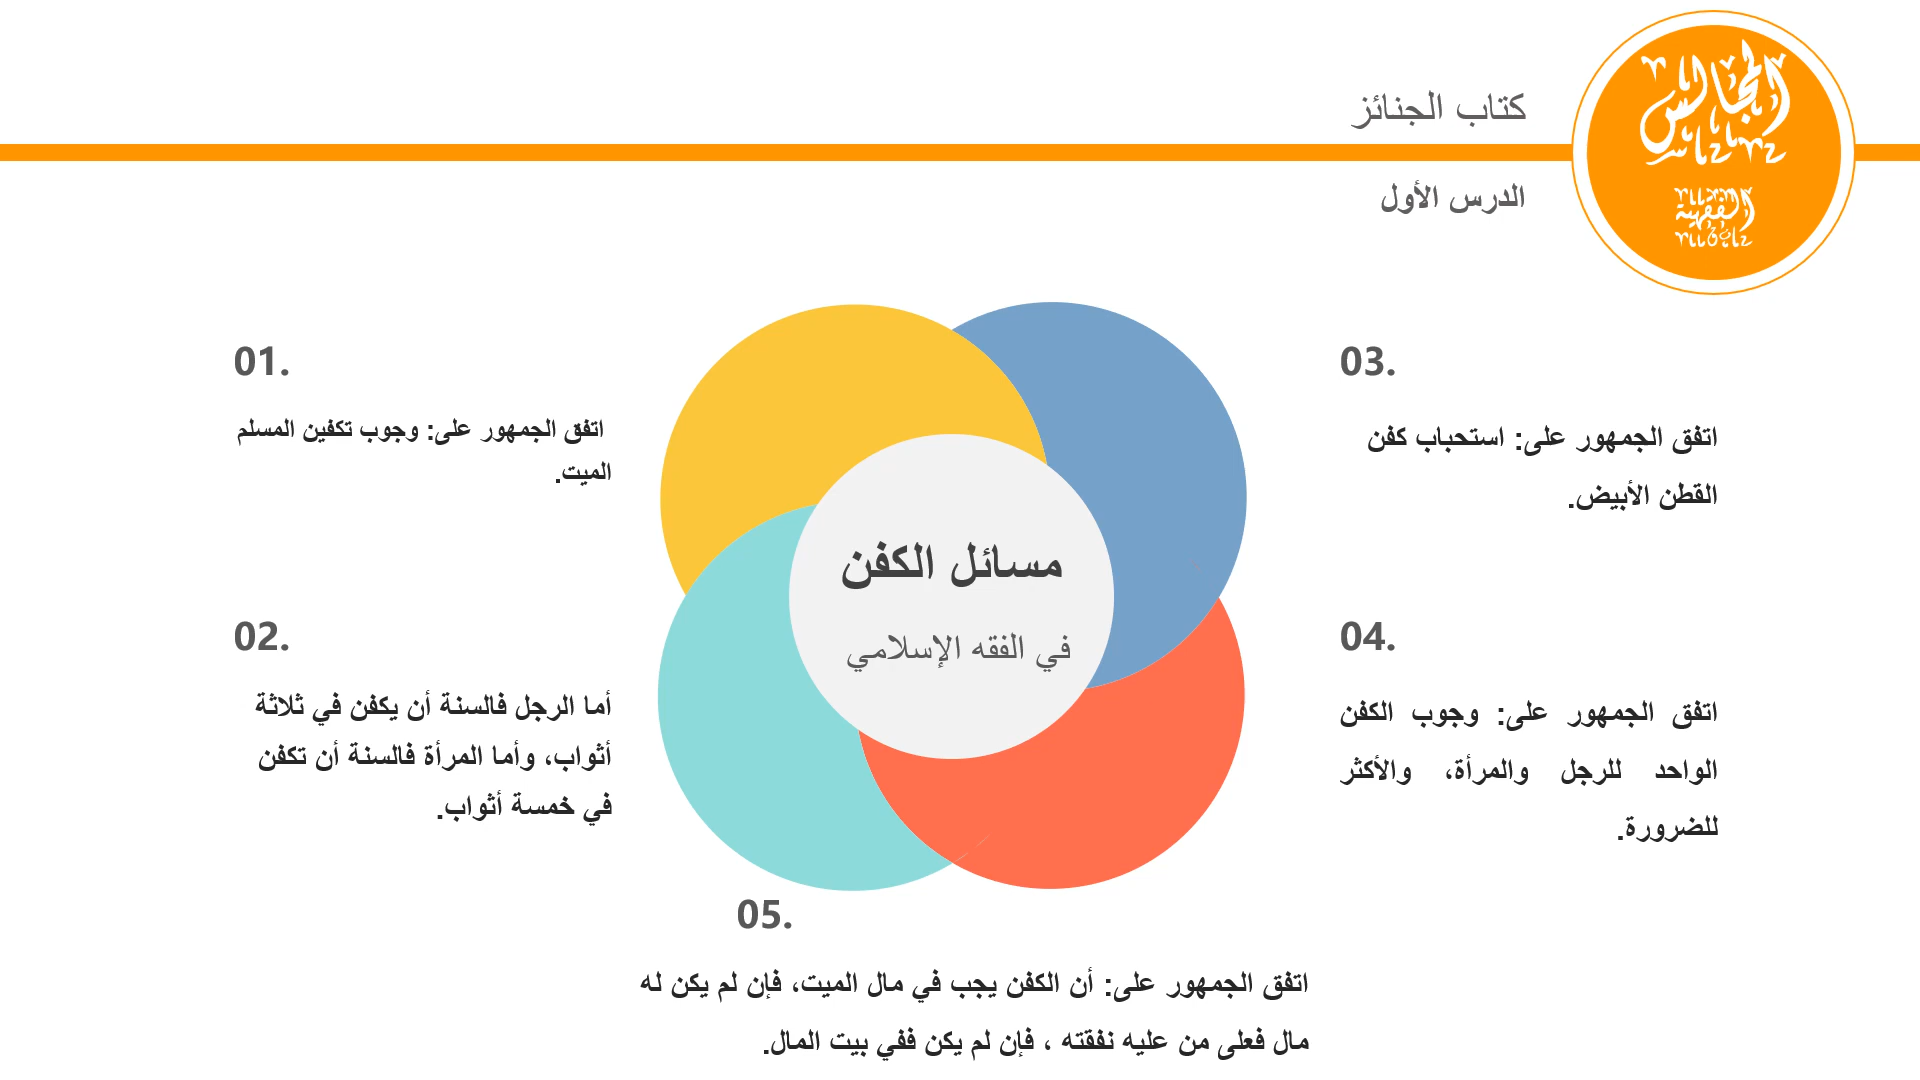 المجالس
الفقهية
كتاب الجنائز
الدرس الأول
01.
اتفق الجمهور على: وجوب تكفين المسلم
الميت.
02.
أما الرجل فالسنة أن يكفن في ثلاثة
أثواب، وأما المرأة فالسنة أن تكفن
في خمسة أثواب.
مسائل الكفن
في الفقه الإسلامي
03.
اتفق الجمهور على: استحباب كفن
القطن الأبيض.
04.
اتفق الجمهور على: وجوب الكفن
الواحد للرجل والمرأة، والأكثر
للضرورة.
05.
اتفق الجمهور على: أن الكفن يجب في مال الميت، فإن لم يكن له
مال فعلى من عليه نفقته ، فإن لم يكن ففي بيت المال.